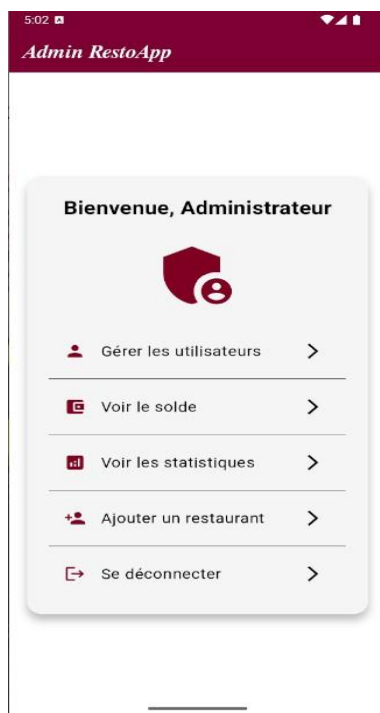 5:02
Admin RestoApp
Bienvenue, Administrateur
Gérer les utilisateurs
Voir le solde
Voir les statistiques
Ajouter un restaurant
Se déconnecter